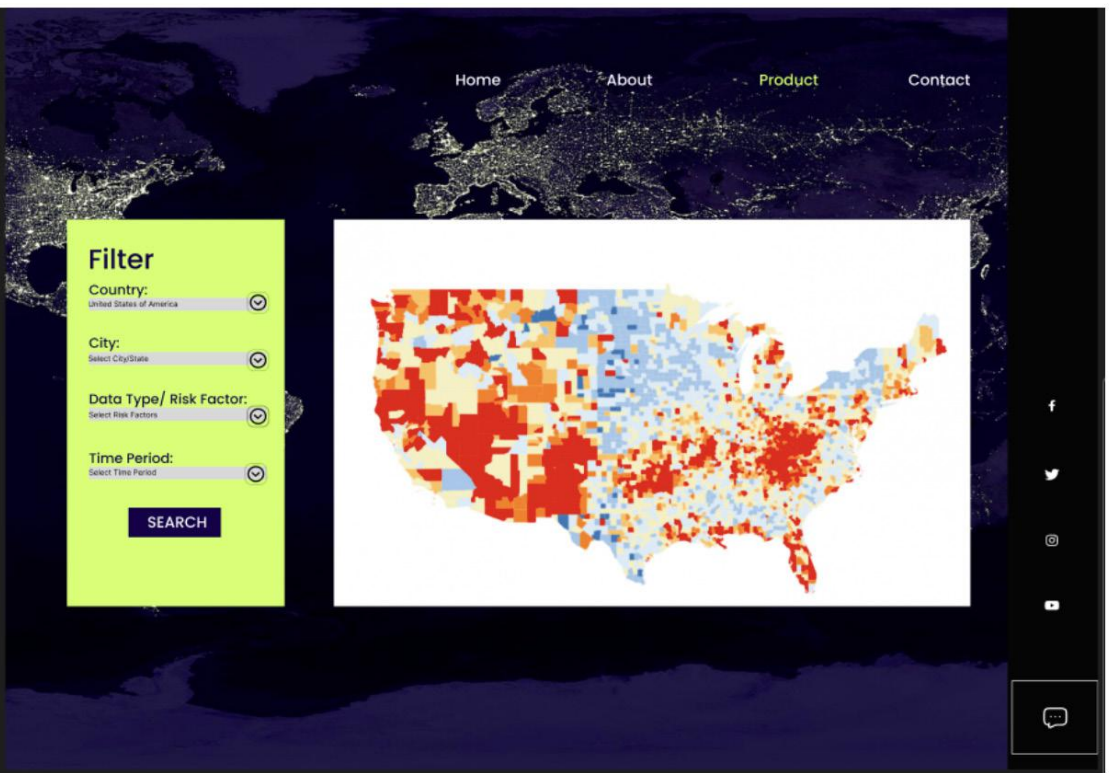 Home About Product Contact
Filter
Country:
United States of America
City:
Select City/State
Data Type/ Risk Factor:
Select Risk Factors
Time Period:
Select Time Period
SEARCH